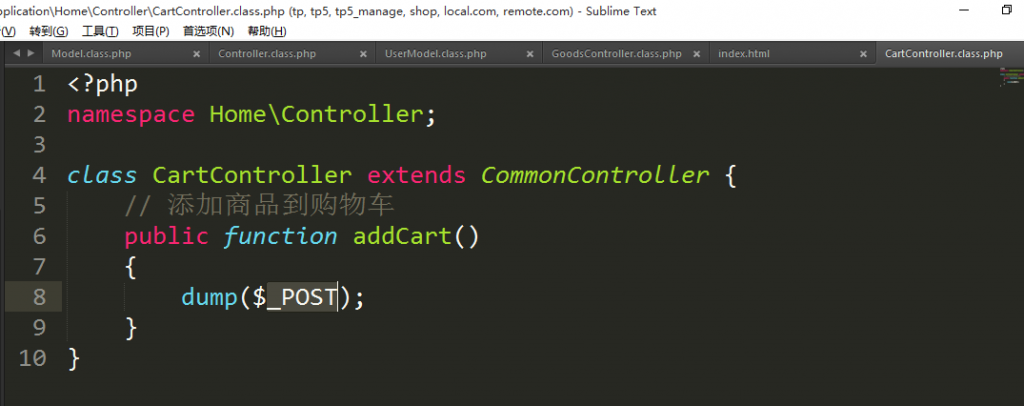 pplication\Home\Controller\CartController.class.php (tp, tp5, tp5_manage, shop, local.com, remote.com) - Sublime Text
(V) 转到(G) 工具(T) 项目(P) 首选项(N) 帮助(H)
Model.class.php Controller.class.php UserModel.class.php GoodsController.class.php index.html CartController.class.php
1 <?php
2 namespace Home\Controller;
3
4 class CartController extends CommonController {
5 // 添加商品到购物车
6 public function addCart()
7 {
8 dump($_POST);
9 }
10 }